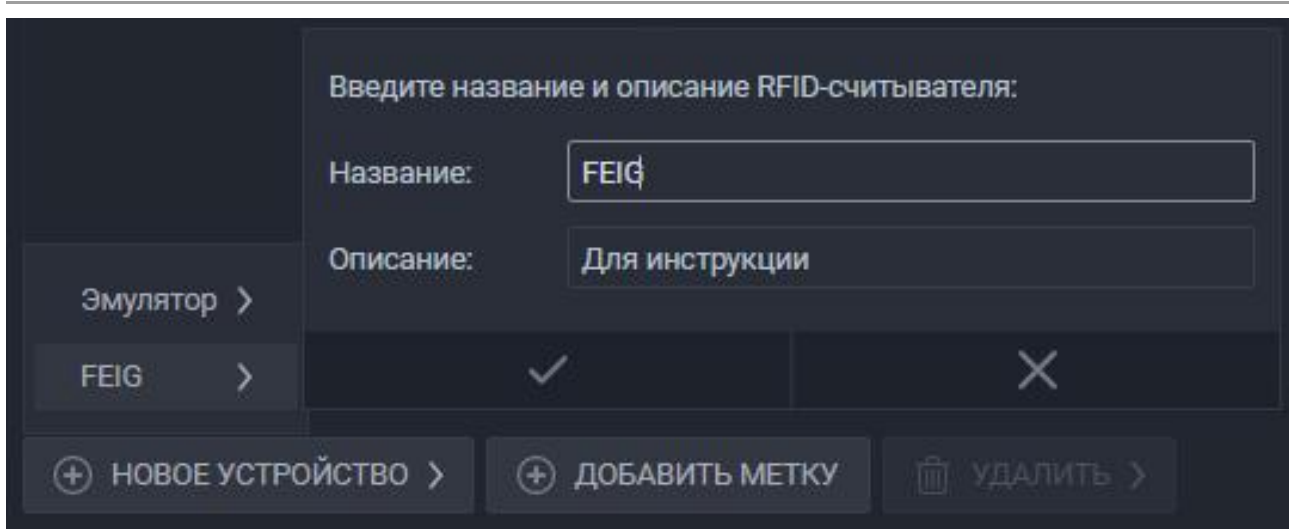 Введите название и описание RFID-считывателя:
Название: FEIG
Описание: Для инструкции
Эмулятор
FEIG
НОВОЕ УСТРОЙСТВО
ДОБАВИТЬ МЕТКУ
УДАЛИТЬ